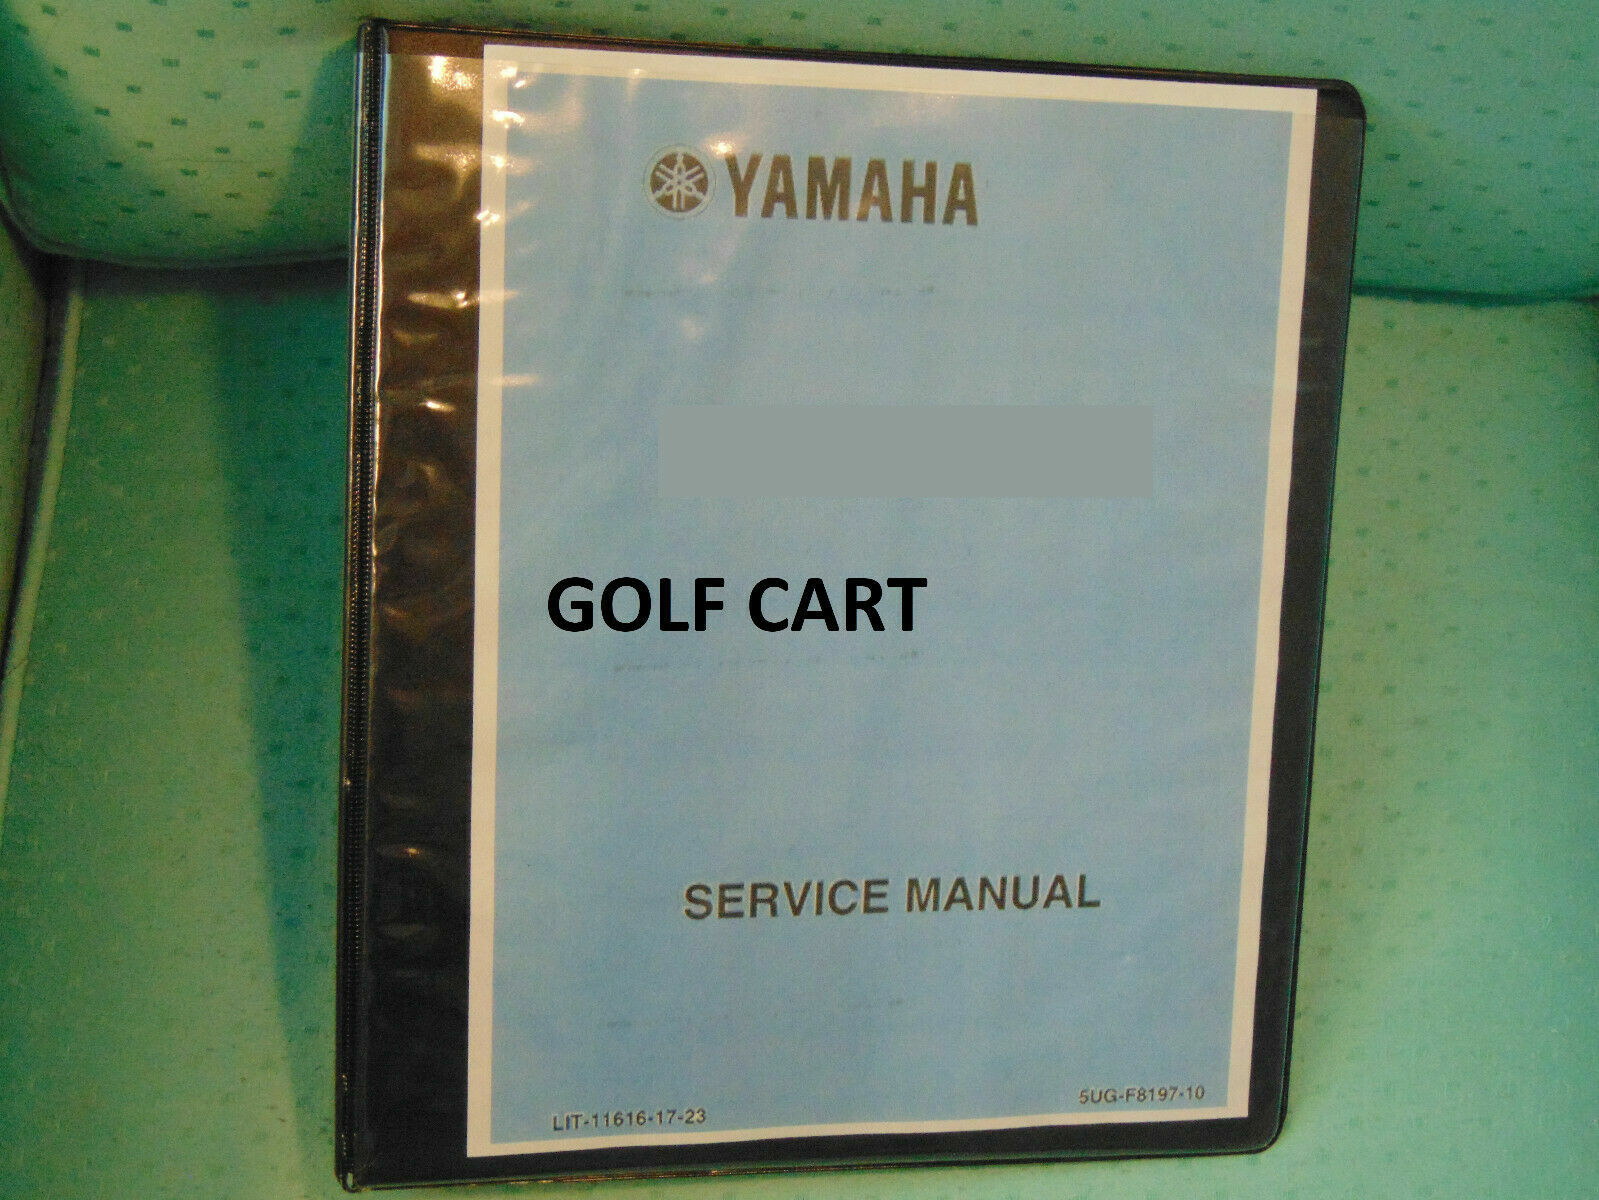 YAMAHA
GOLF CART
SERVICE MANUAL
LIT-11616-17-23
5UG-F8197-10